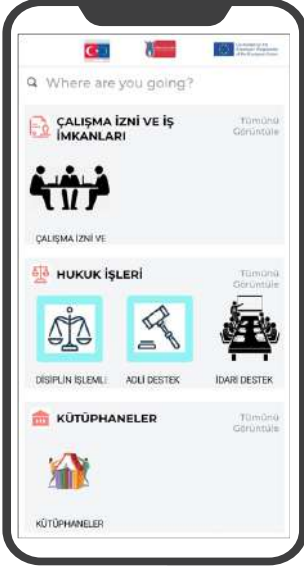 Where are you going?
ÇALIŞMA İZNİ VE İŞ
İMKANLARI
Tümünü
Görüntüle
ÇALIŞMA İZNİ VE
HUKUK İŞLERİ
Tümünü
Görüntüle
DİSİPLİN İŞLEMLE
ADLİ DESTEK
İDARİ DESTEK
KÜTÜPHANELER
Tümünü
Görüntüle
KÜTÜPHANELER